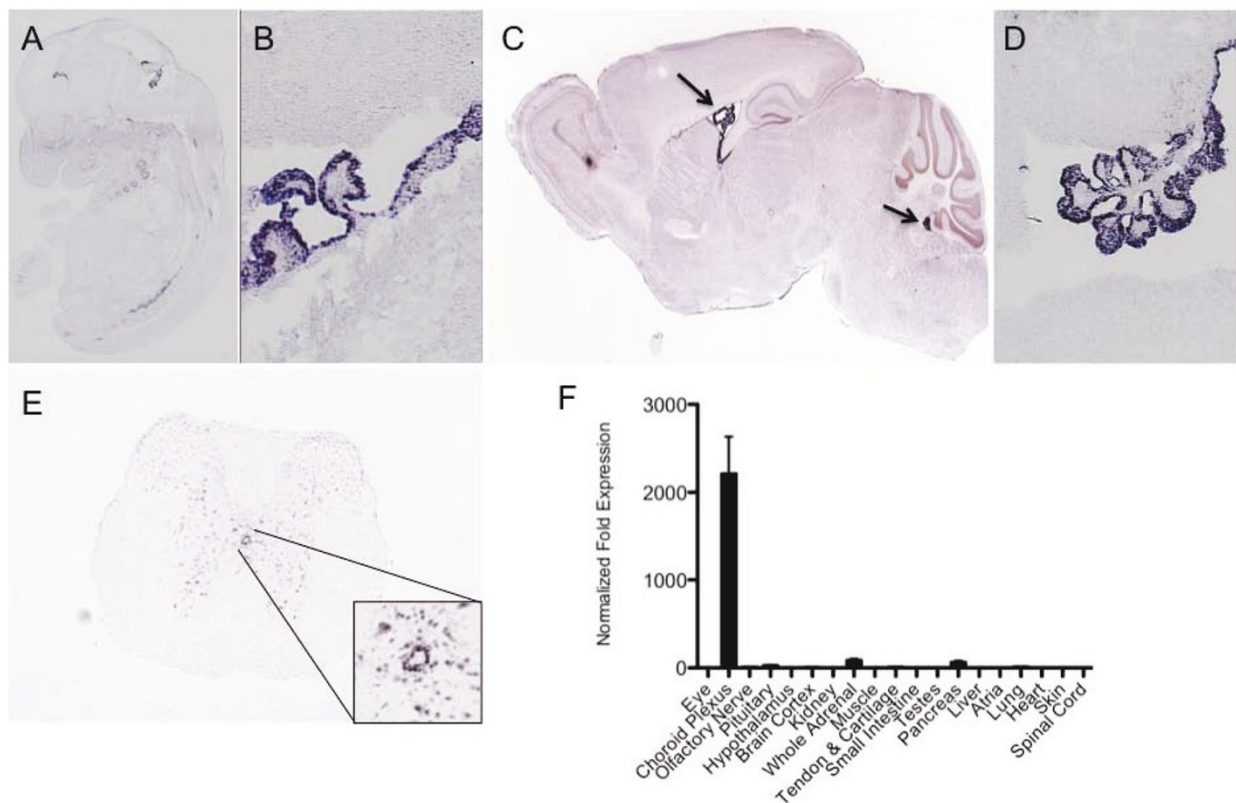 A
B
C
D
E
F
Normalized Fold Expression
3000
2000
1000
0
Eye
Choroid Plexus
Olfactory Nerve
Pituitary
Hypothalamus
Brain Cortex
Kidney
Whole Adrenal
Muscle
Tendon & Cartilage
Small Intestine
Testes
Pancreas
Liver
Atria
Lung
Heart
Skin
Spinal Cord